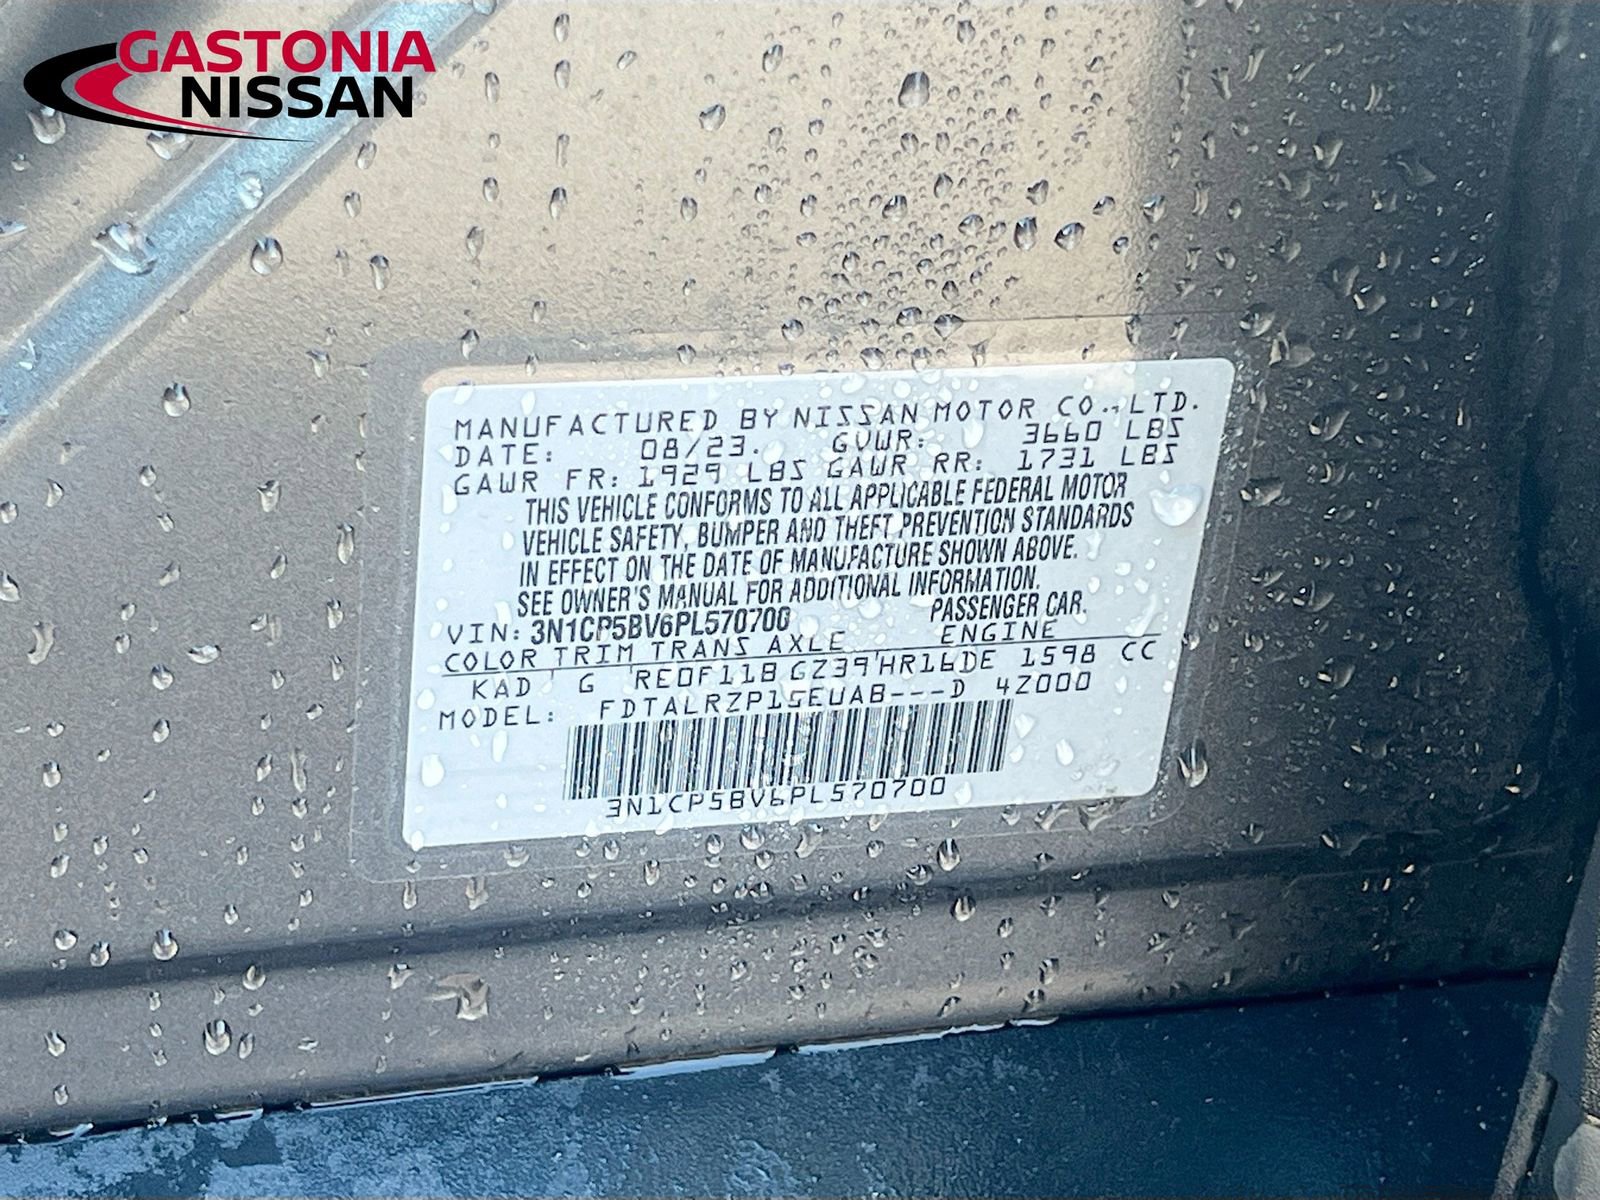 GASTONIA
NISSAN
MANUFACTURED BY NISSAN MOTOR CO., LTD.
DATE: 08/23. GVWR: 3660 LBS
GAWR FR: 1929 LBS GAWR RR: 1731 LBS
THIS VEHICLE CONFORMS TO ALL APPLICABLE FEDERAL MOTOR
VEHICLE SAFETY, BUMPER AND THEFT PREVENTION STANDARDS
IN EFFECT ON THE DATE OF MANUFACTURE SHOWN ABOVE.
SEE OWNER'S MANUAL FOR ADDITIONAL INFORMATION.
VIN: 3N1CP5BV6PL570700 PASSENGER CAR.
COLOR TRIM TRANS AXLE ENGINE
KAD G RE0F11B GZ39 HR16DE 1598 CC
MODEL: FDTALRZP15EUAB---D 4Z000
3N1CP5BV6PL570700